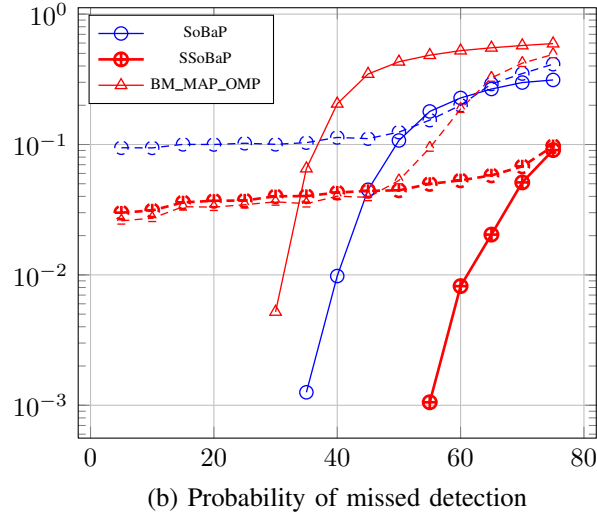 10^0
10^-1
10^-2
10^-3
SoBaP
SSoBaP
BM_MAP_OMP
0 20 40 60 80
(b) Probability of missed detection